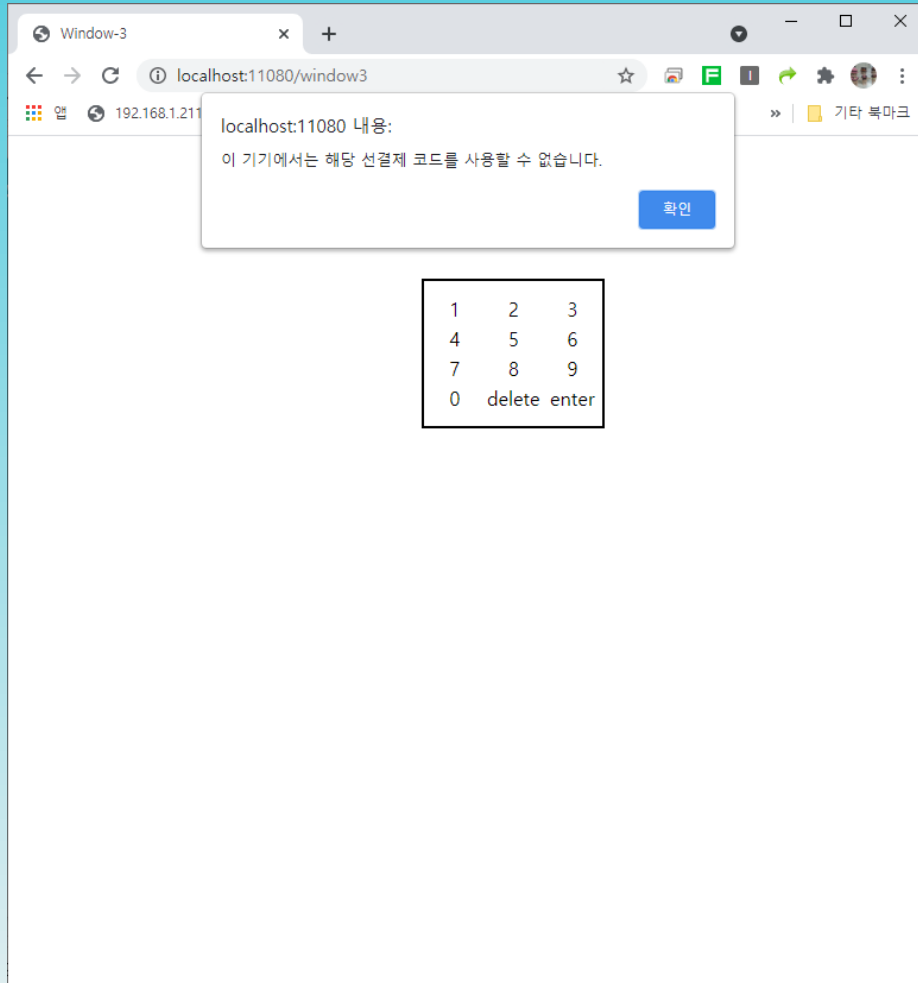 Window-3
localhost:11080/window3
앱
192.168.1.211
기타 북마크
localhost:11080 내용:
이 기기에서는 해당 선결제 코드를 사용할 수 없습니다.
확인
1 2 3
4 5 6
7 8 9
0 delete enter